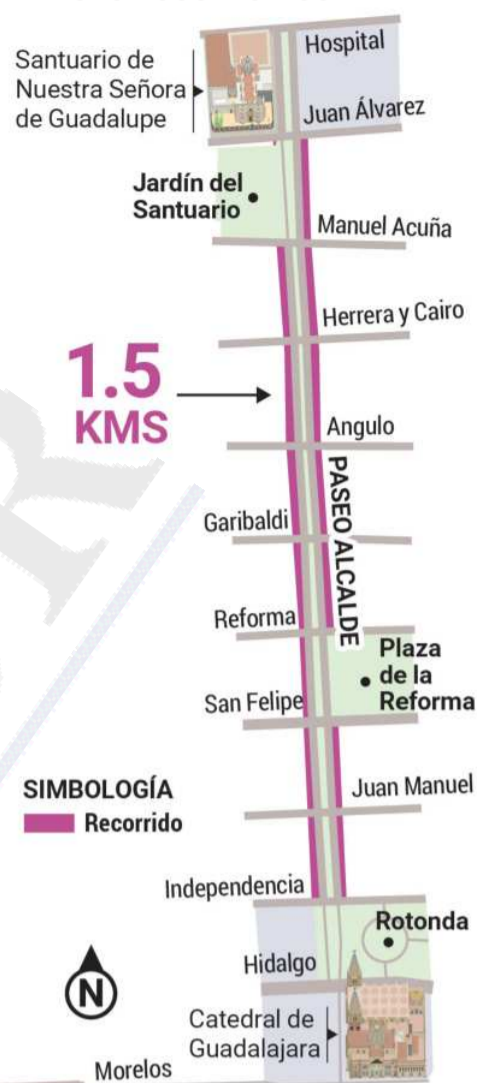 Hospital
Santuario de
Nuestra Señora
de Guadalupe
Juan Álvarez
Jardín del
Santuario
Manuel Acuña
Herrera y Cairo
1.5
KMS
Angulo
PASEO ALCALDE
Garibaldi
Reforma
Plaza
de la
Reforma
San Felipe
SIMBOLOGÍA
Recorrido
Juan Manuel
Independencia
Rotonda
Hidalgo
N
Catedral de
Guadalajara
Morelos